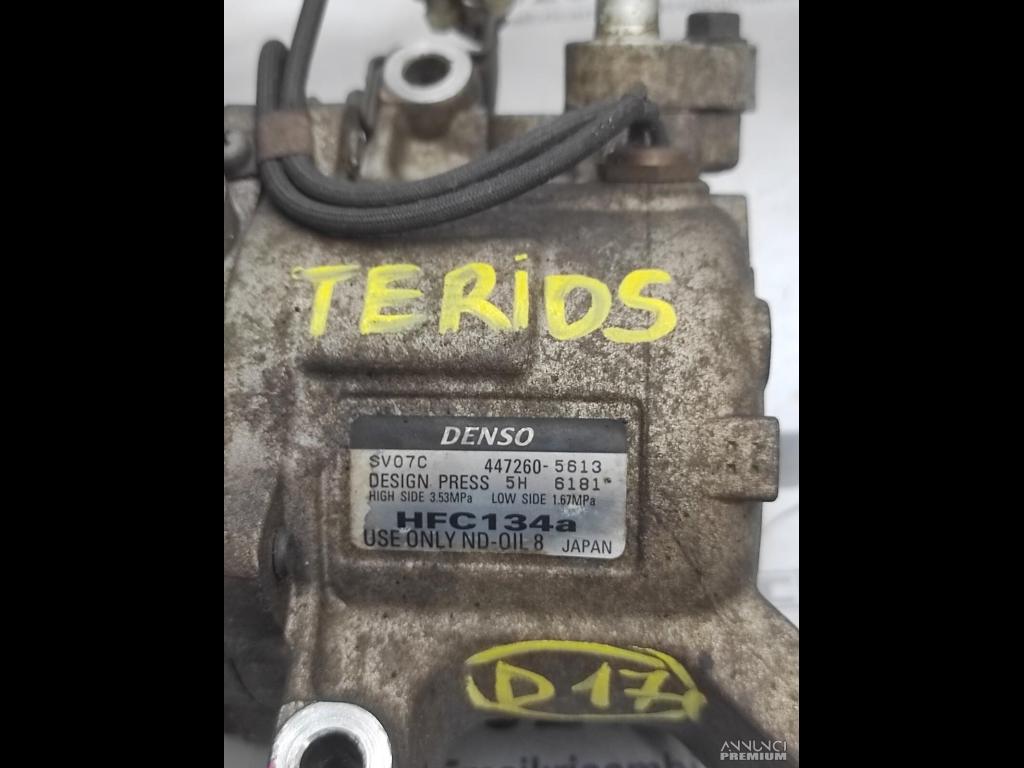 TERiOS
DENSO
SV07C 447260-5613
DESIGN PRESS 5H 6181*
HIGH SIDE 3.53MPa LOW SIDE 1.67MPa
HFC134a
USE ONLY ND-OIL 8 JAPAN
D17
ANNUNCI
PREMIUM